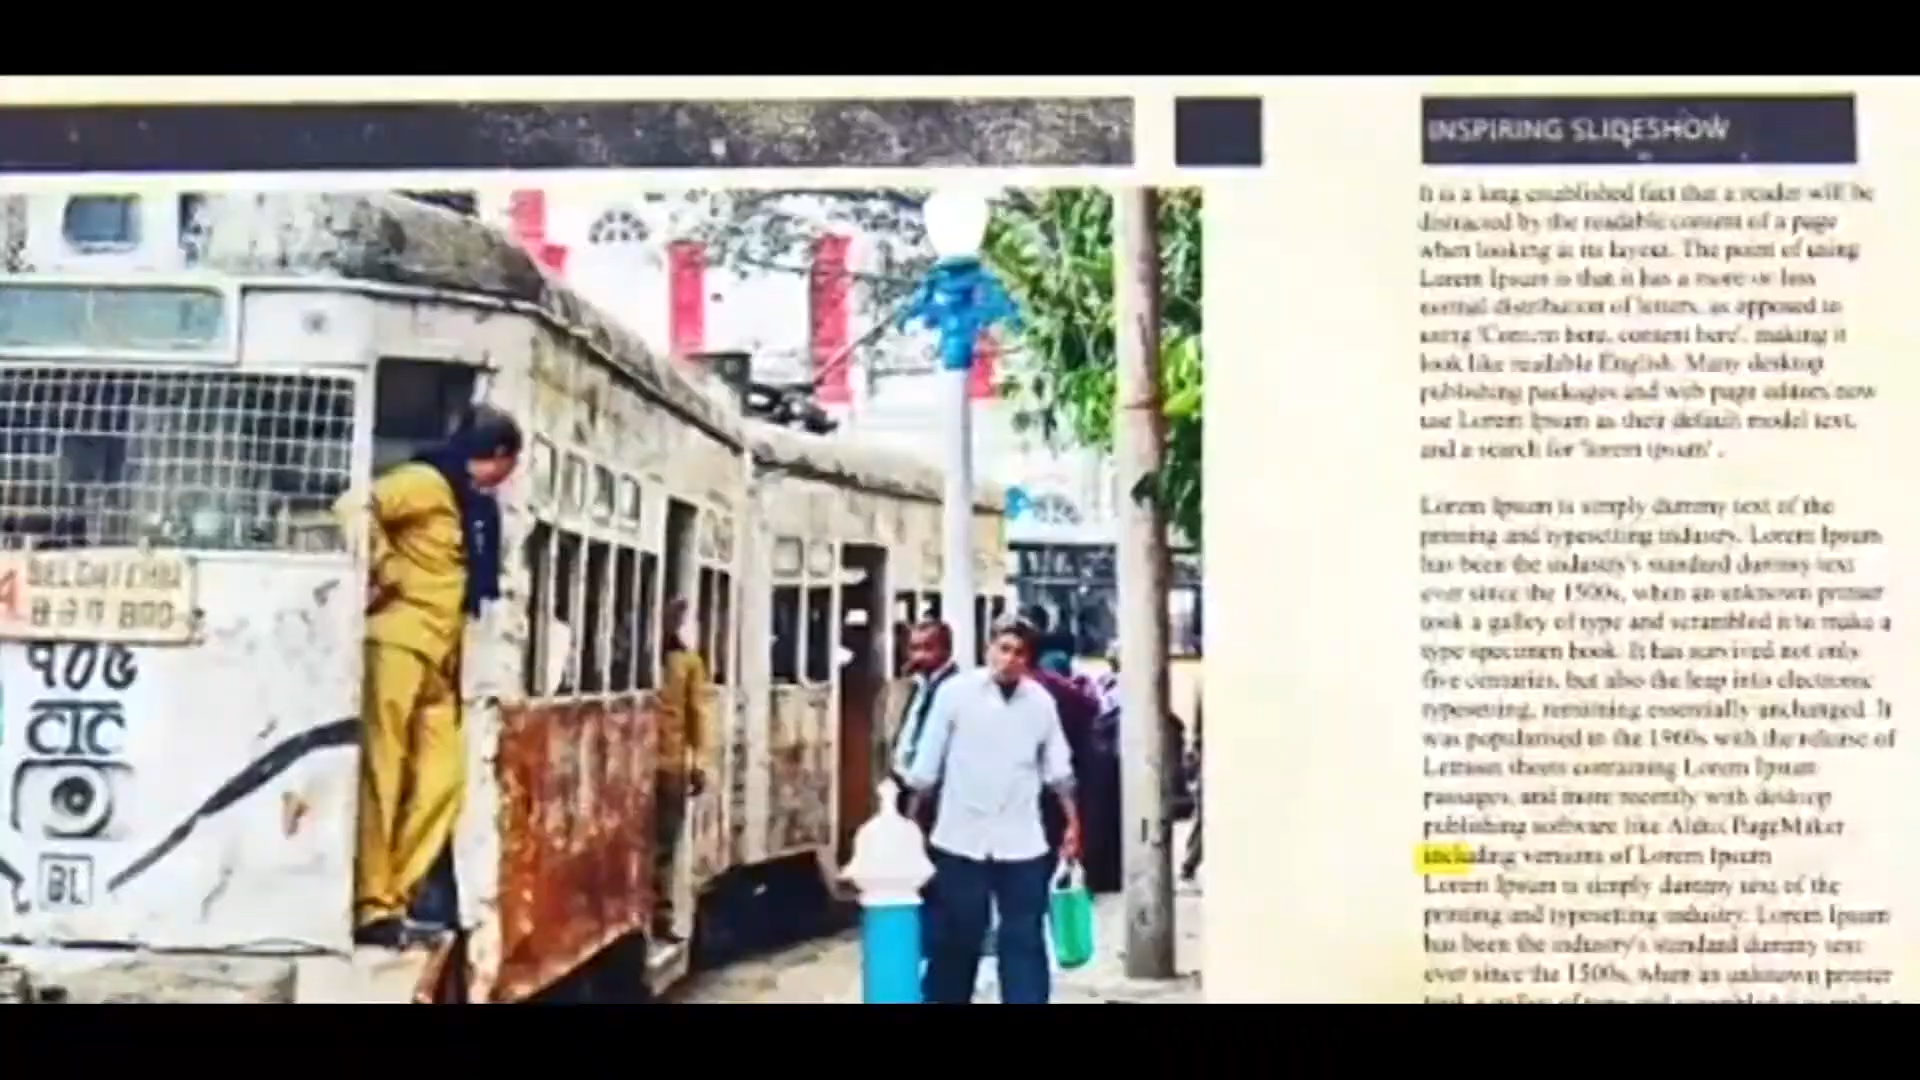 INSPIRING SLIDESHOW
It is a long established fact that a reader will be
distracted by the readable content of a page
when looking at its layout. The point of using
Lorem Ipsum is that it has a more-or-less
normal distribution of letters, as opposed to
using 'Content here, content here', making it
look like readable English. Many desktop
publishing packages and web page editors now
use Lorem Ipsum as their default model text,
and a search for 'lorem ipsum' .
Lorem Ipsum is simply dummy text of the
printing and typesetting industry. Lorem Ipsum
has been the industry's standard dummy text
ever since the 1500s, when an unknown printer
took a galley of type and scrambled it to make a
type specimen book. It has survived not only
five centuries, but also the leap into electronic
typesetting, remaining essentially unchanged. It
was popularised in the 1960s with the release of
Letraset sheets containing Lorem Ipsum
passages, and more recently with desktop
publishing software like Aldus PageMaker
including versions of Lorem Ipsum
Lorem Ipsum is simply dummy text of the
printing and typesetting industry. Lorem Ipsum
has been the industry's standard dummy text
ever since the 1500s, when an unknown printer
BELGATCHIA
৭০৬
CTC
BL